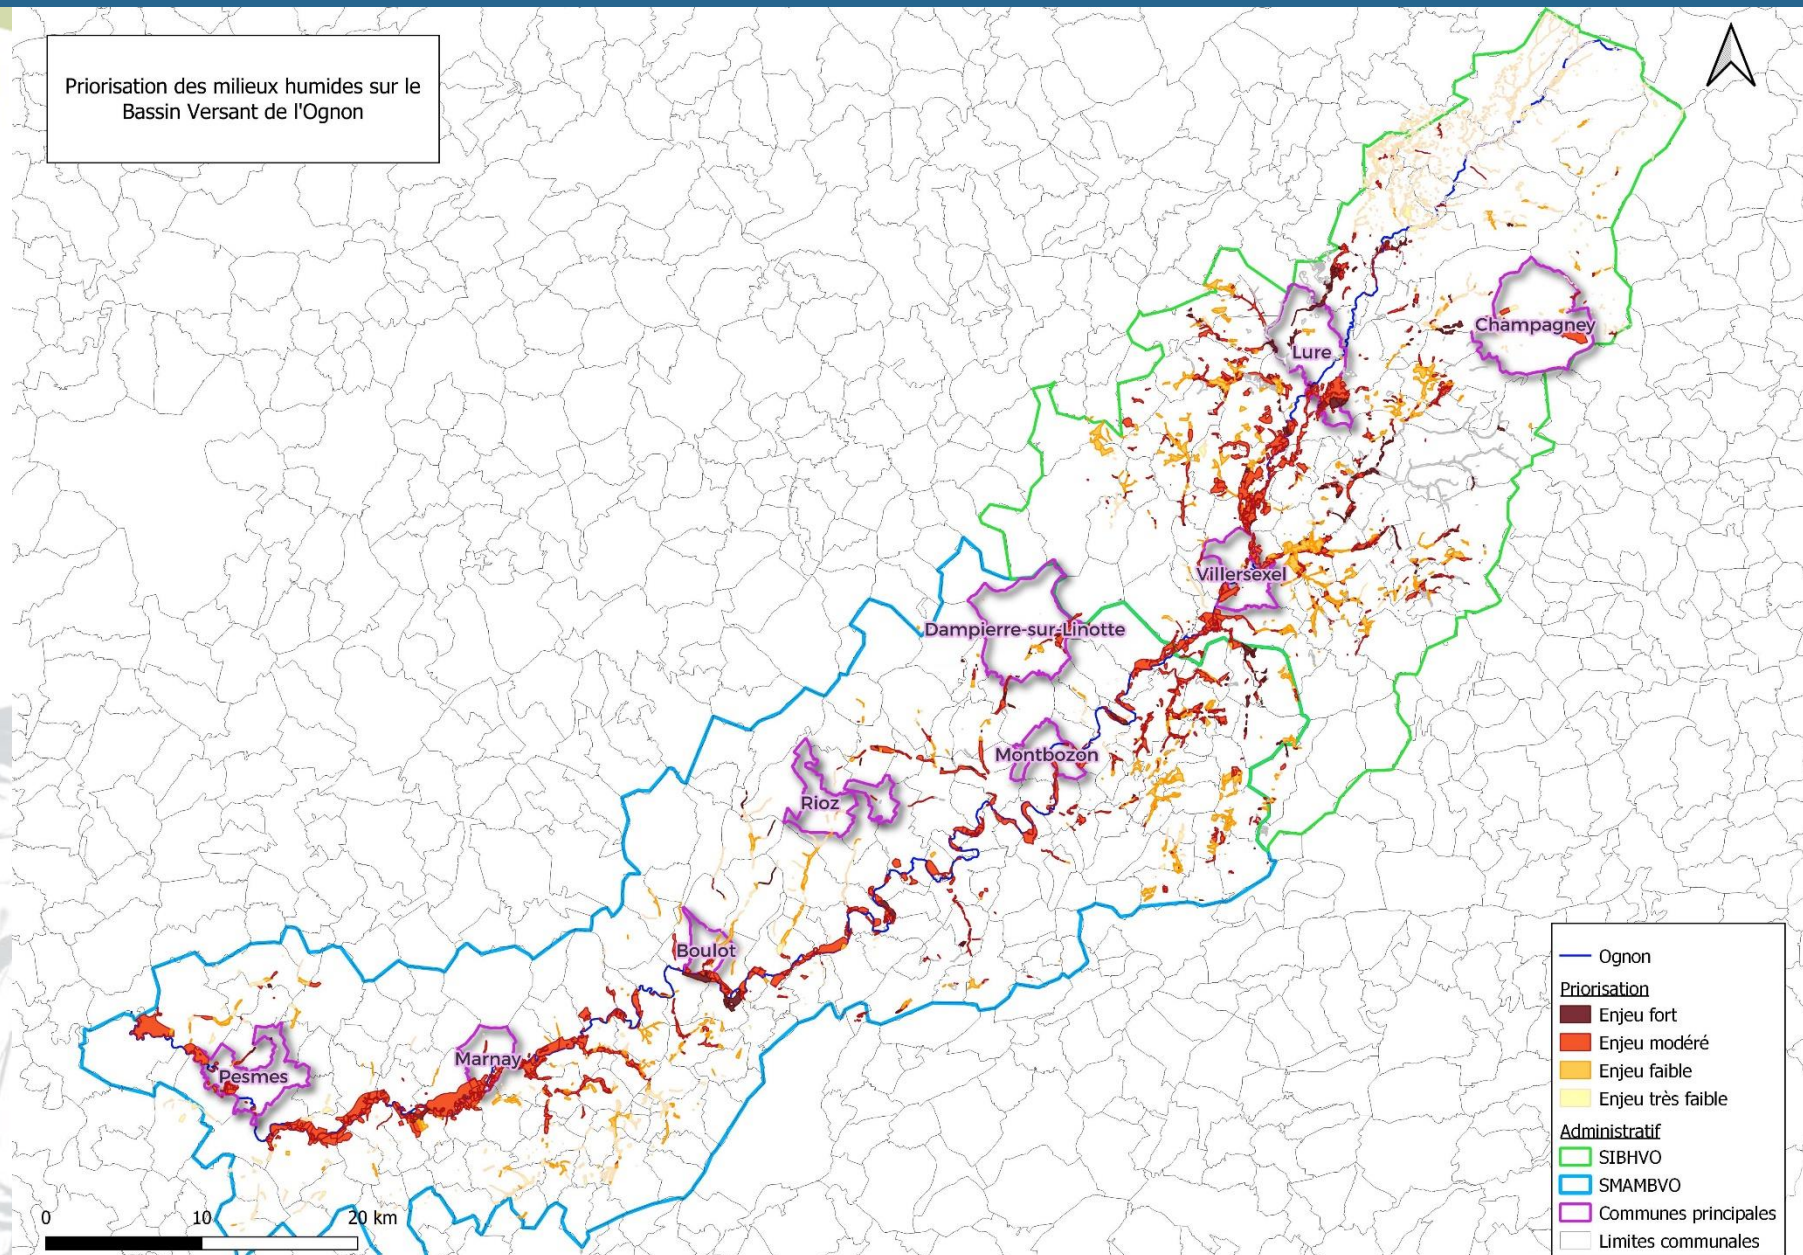 Priorisation des milieux humides sur le
Bassin Versant de l'Ognon
Champagney
Lure
Villersexel
Dampierre-sur-Linotte
Montbozon
Rioz
Boulot
Marnay
Pesmes
Ognon
Priorisation
Enjeu fort
Enjeu modéré
Enjeu faible
Enjeu très faible
Administratif
SIBHVO
SMAMBVO
Communes principales
Limites communales
0 10 20 km